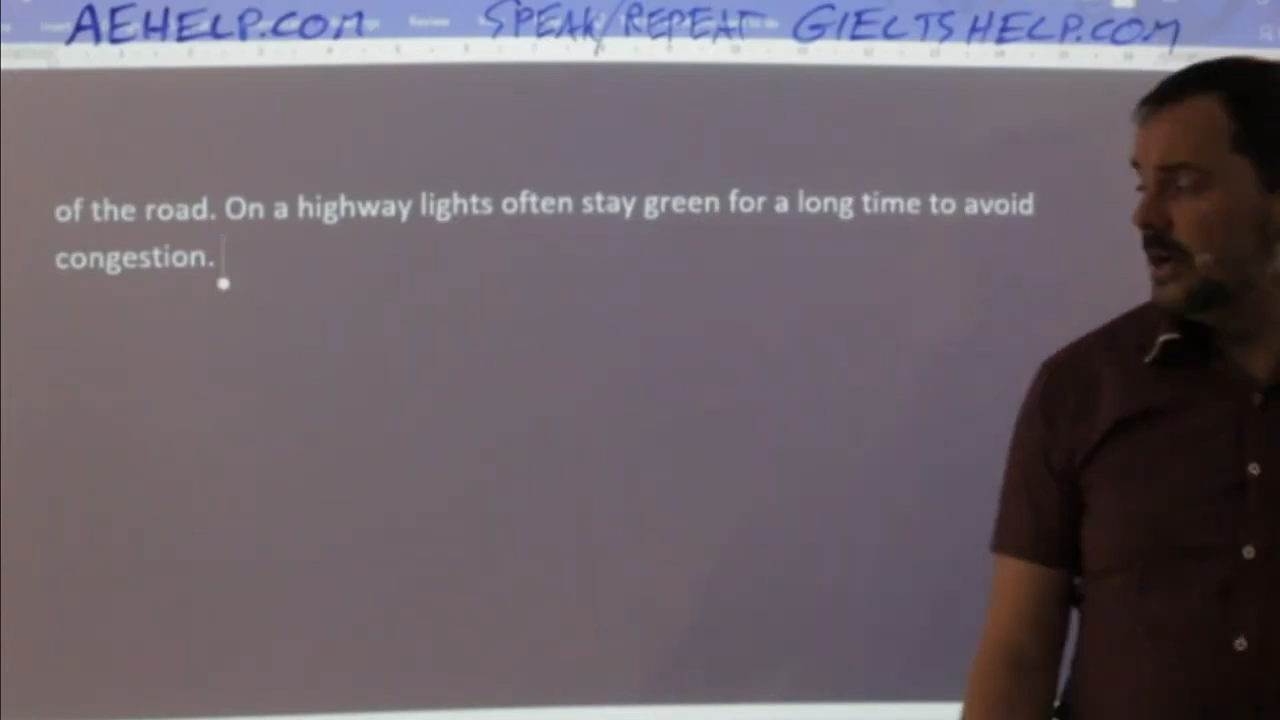 AEHELP.COM SPEAK/REPEAT GIELTSHELP.COM
Review
of the road. On a highway lights often stay green for a long time to avoid
congestion.